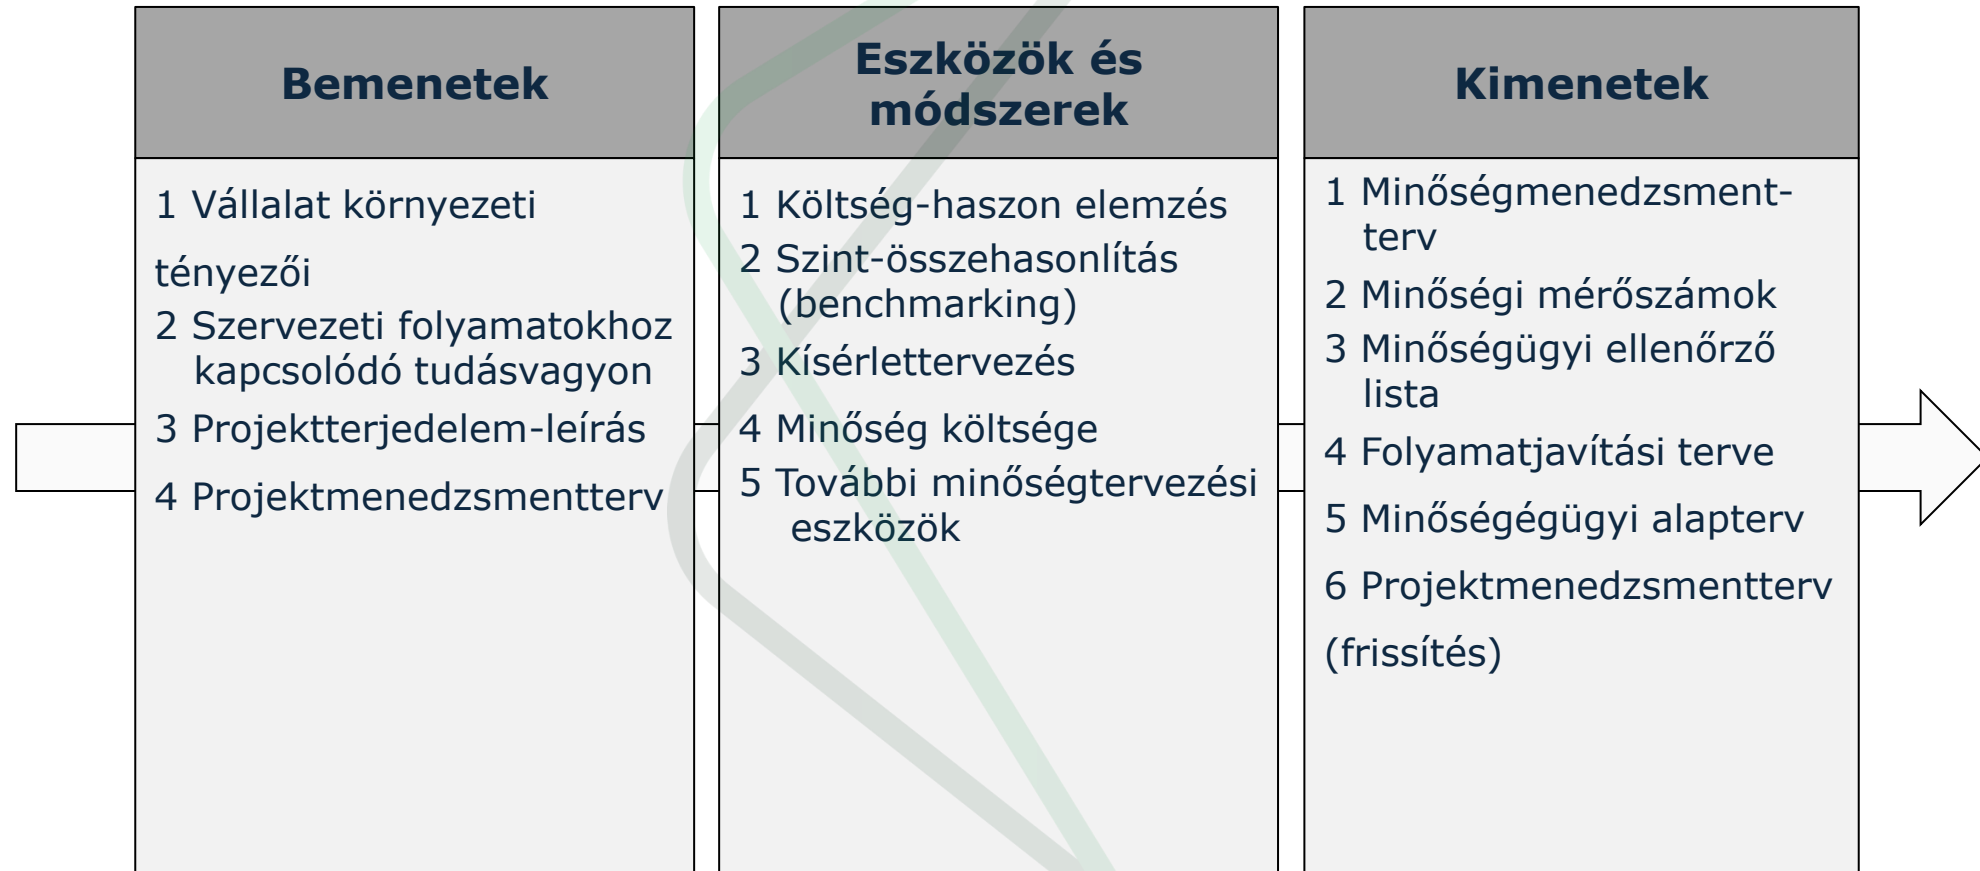 Bemenetek
1 Vállalat környezeti
tényezői
2 Szervezeti folyamatokhoz
kapcsolódó tudásvagyon
3 Projektterjedelem-leírás
4 Projektmenedzsmentterv
Eszközök és
módszerek
1 Költség-haszon elemzés
2 Szint-összehasonlítás
(benchmarking)
3 Kísérlettervezés
4 Minőség költsége
5 További minőségtervezési
eszközök
Kimenetek
1 Minőségmenedzsment-
terv
2 Minőségi mérőszámok
3 Minőségügyi ellenőrző
lista
4 Folyamatjavítási terve
5 Minőségégügyi alapterv
6 Projektmenedzsmentterv
(frissítés)